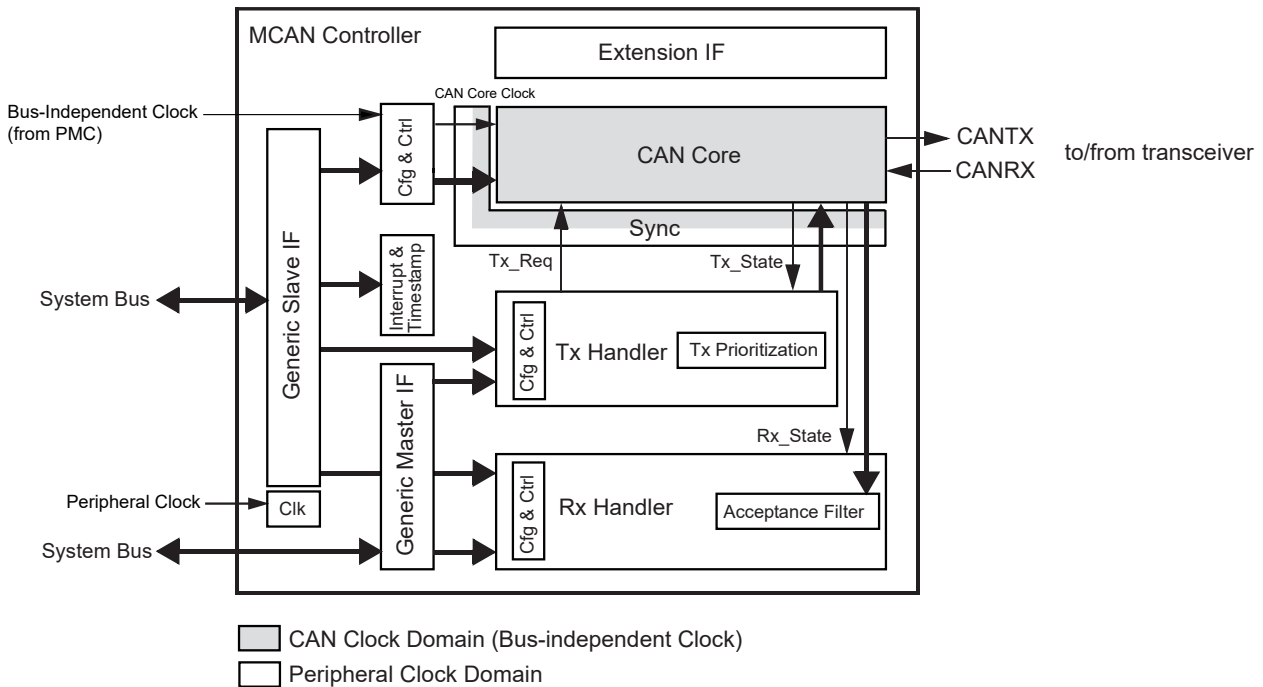 MCAN Controller
Extension IF
Bus-Independent Clock
(from PMC)
CAN Core Clock
Cfg & Ctrl
CAN Core
CANTX
CANRX
to/from transceiver
Sync
Generic Slave IF
Interrupt &
Timestamp
Tx_Req
Tx_State
System Bus
Cfg & Ctrl
Tx Handler
Tx Prioritization
Generic Master IF
Rx_State
Peripheral Clock
Clk
Cfg & Ctrl
Rx Handler
Acceptance Filter
System Bus
CAN Clock Domain (Bus-independent Clock)
Peripheral Clock Domain